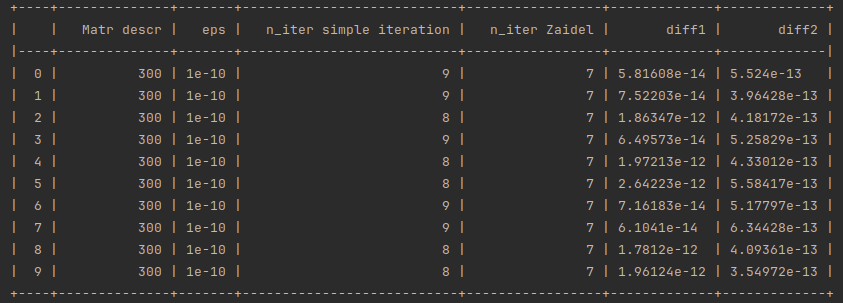 +----+--------------+-------+---------------------------+-----------------+-------------+-------------+
|    |   Matr descr |   eps |   n_iter simple iteration |   n_iter Zaidel |       diff1 |       diff2 |
|----+--------------+-------+---------------------------+-----------------+-------------+-------------|
|  0 |          300 | 1e-10 |                         9 |               7 | 5.81608e-14 | 5.524e-13   |
|  1 |          300 | 1e-10 |                         9 |               7 | 7.52203e-14 | 3.96428e-13 |
|  2 |          300 | 1e-10 |                         8 |               7 | 1.86347e-12 | 4.18172e-13 |
|  3 |          300 | 1e-10 |                         9 |               7 | 6.49573e-14 | 5.25829e-13 |
|  4 |          300 | 1e-10 |                         8 |               7 | 1.97213e-12 | 4.33012e-13 |
|  5 |          300 | 1e-10 |                         8 |               7 | 2.64223e-12 | 5.58417e-13 |
|  6 |          300 | 1e-10 |                         9 |               7 | 7.16183e-14 | 5.17797e-13 |
|  7 |          300 | 1e-10 |                         9 |               7 | 6.1041e-14  | 6.34428e-13 |
|  8 |          300 | 1e-10 |                         8 |               7 | 1.7812e-12  | 4.09361e-13 |
|  9 |          300 | 1e-10 |                         8 |               7 | 1.96124e-12 | 3.54972e-13 |
+----+--------------+-------+---------------------------+-----------------+-------------+-------------+